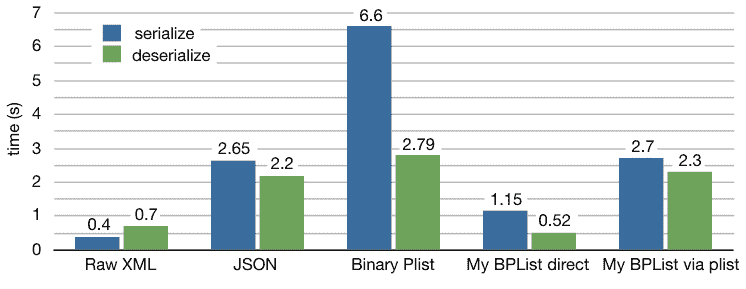 7
6
5
4
3
2
1
0
time (s)
serialize
deserialize
0.4
0.7
2.65
2.2
6.6
2.79
1.15
0.52
2.7
2.3
Raw XML
JSON
Binary Plist
My BPList direct
My BPList via plist